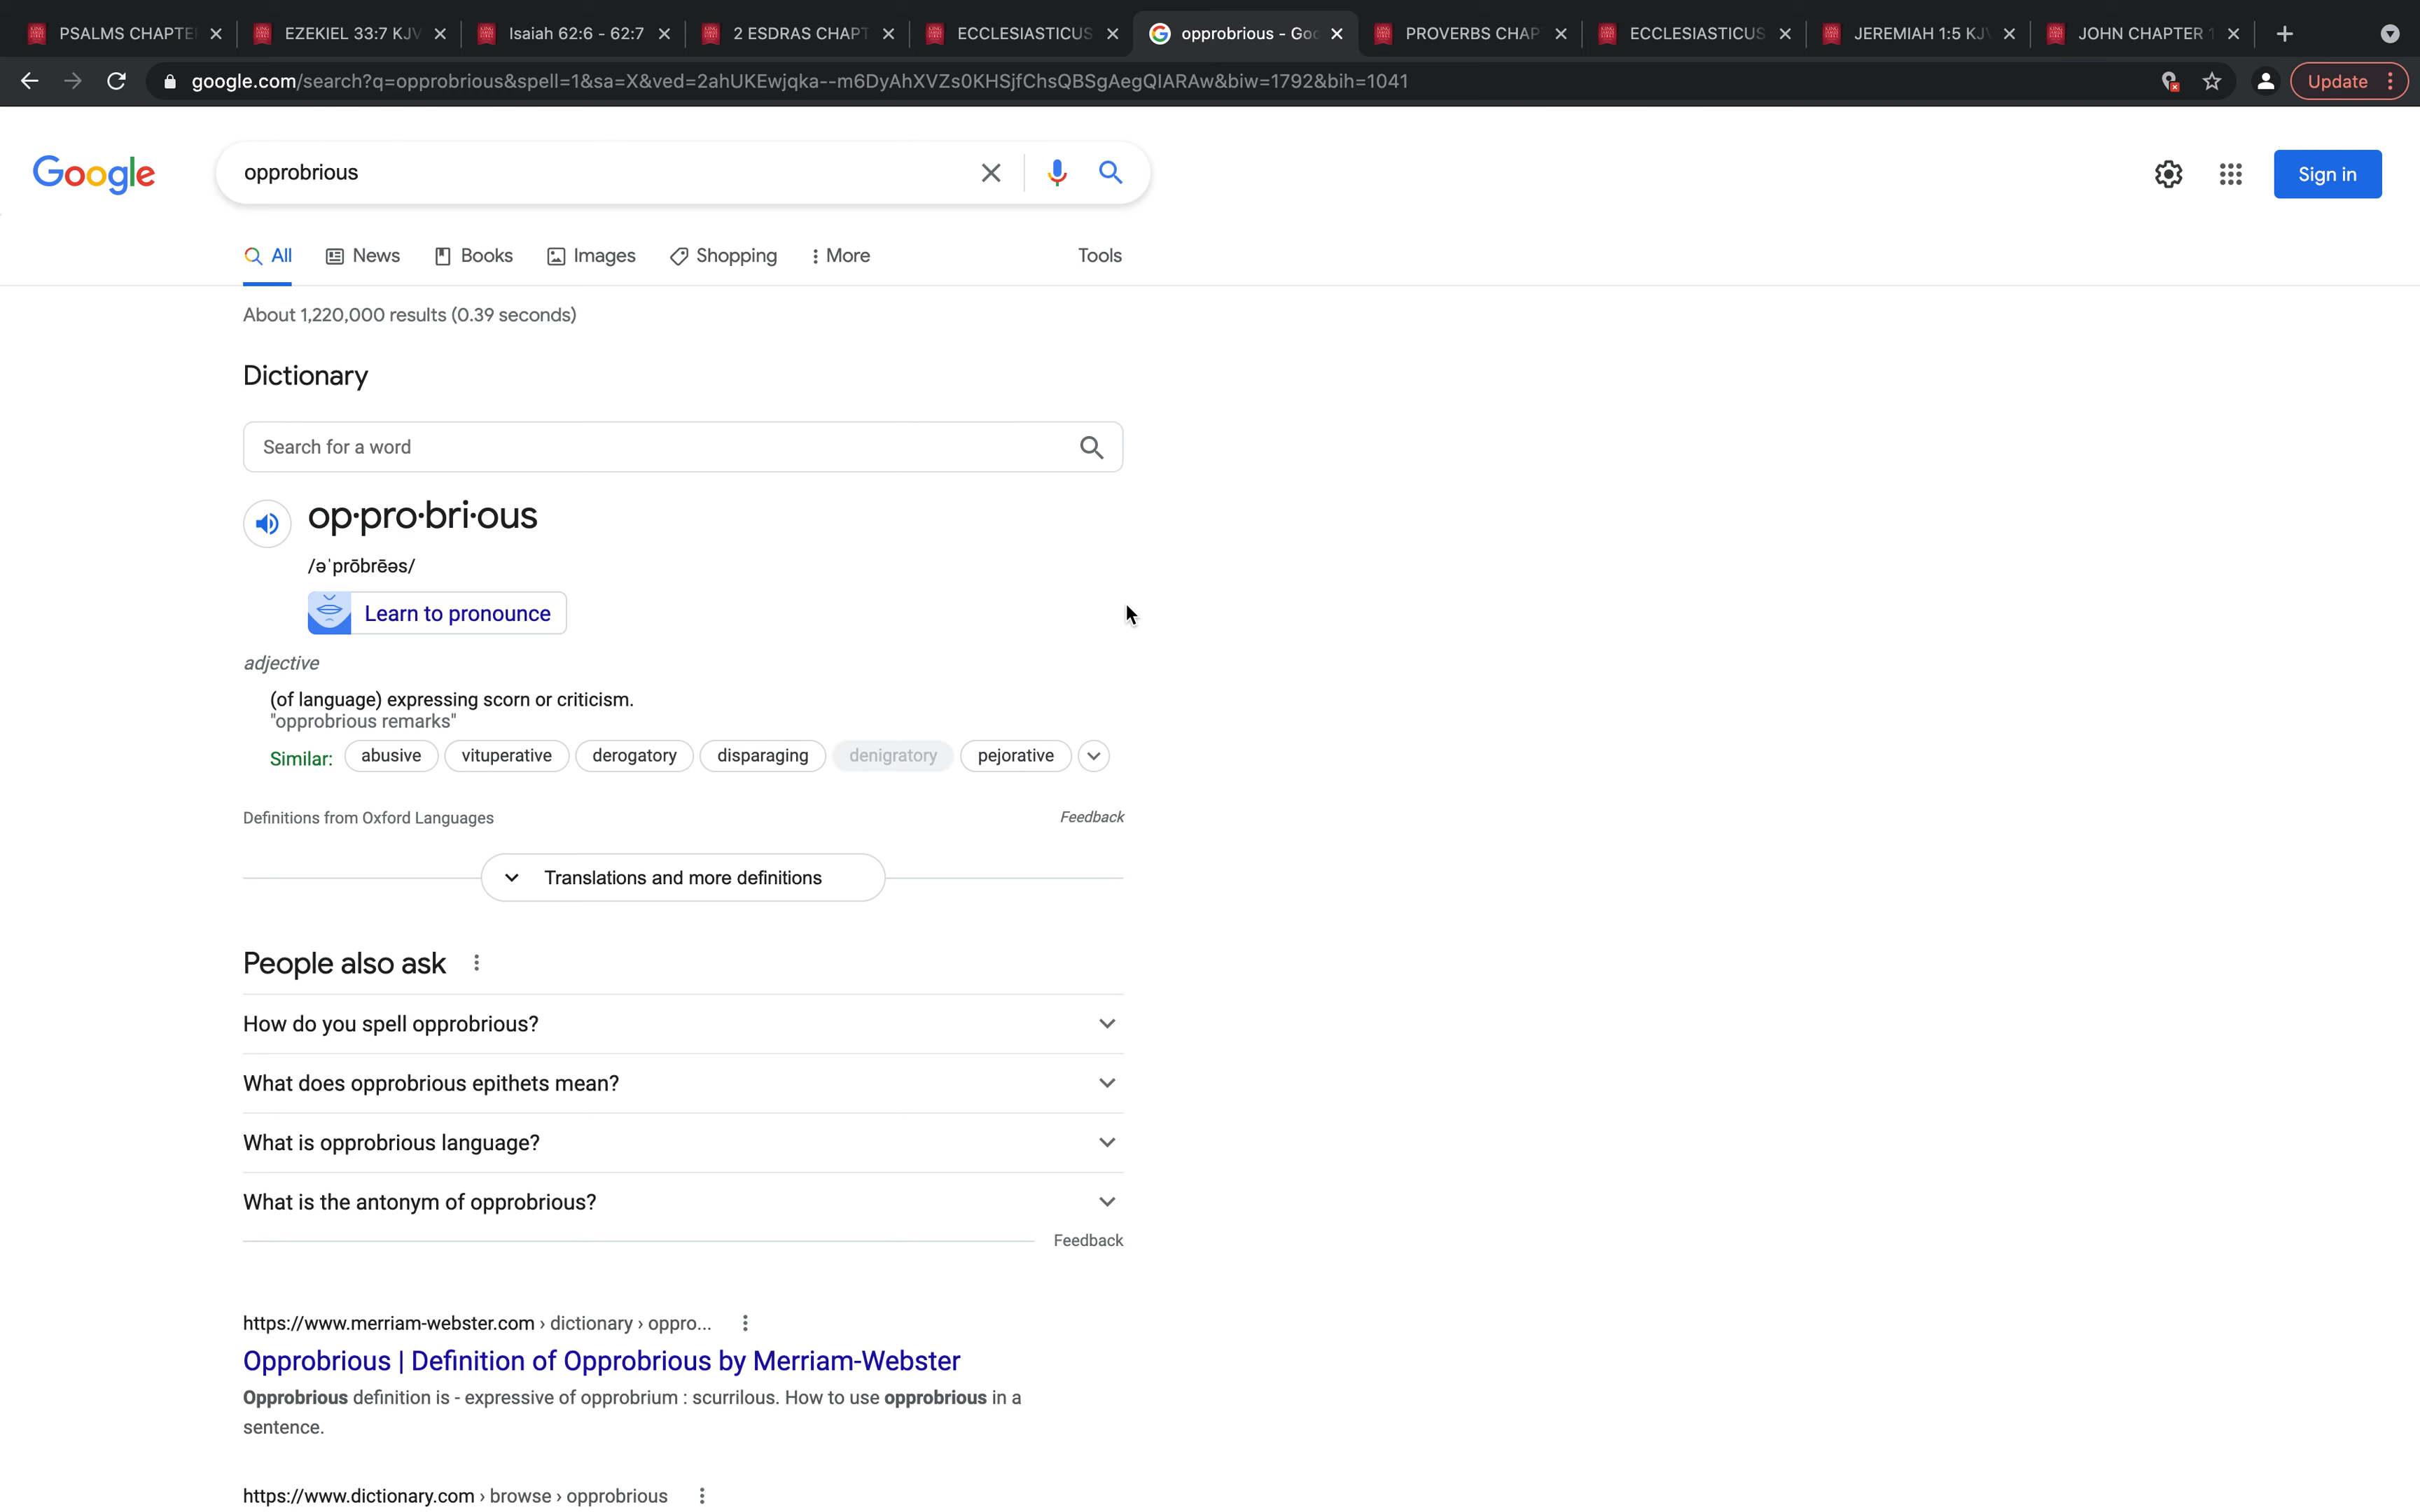 PSALMS CHAPTE
EZEKIEL 33:7 KJV
Isaiah 62:6 - 62:7
2 ESDRAS CHAPT
ECCLESIASTICUS
opprobrious - Goo
PROVERBS CHAP
ECCLESIASTICUS
JEREMIAH 1:5 KJV
JOHN CHAPTER 1
google.com/search?q=opprobrious&spell=1&sa=X&ved=2ahUKEwjqka--m6DyAhXVZs0KHSjfChsQBSgAegQIARAw&biw=1792&bih=1041
Update
Google
opprobrious
Sign in
All
News
Books
Images
Shopping
More
Tools
About 1,220,000 results (0.39 seconds)
Dictionary
Search for a word
op·pro·bri·ous
/əˈprōbrēəs/
Learn to pronounce
adjective
(of language) expressing scorn or criticism.
"opprobrious remarks"
Similar: abusive vituperative derogatory disparaging denigratory pejorative
Definitions from Oxford Languages
Feedback
Translations and more definitions
People also ask
How do you spell opprobrious?
What does opprobrious epithets mean?
What is opprobrious language?
What is the antonym of opprobrious?
Feedback
https://www.merriam-webster.com › dictionary › oppro...
Opprobrious | Definition of Opprobrious by Merriam-Webster
Opprobrious definition is - expressive of opprobrium : scurrilous. How to use opprobrious in a
sentence.
https://www.dictionary.com › browse › opprobrious